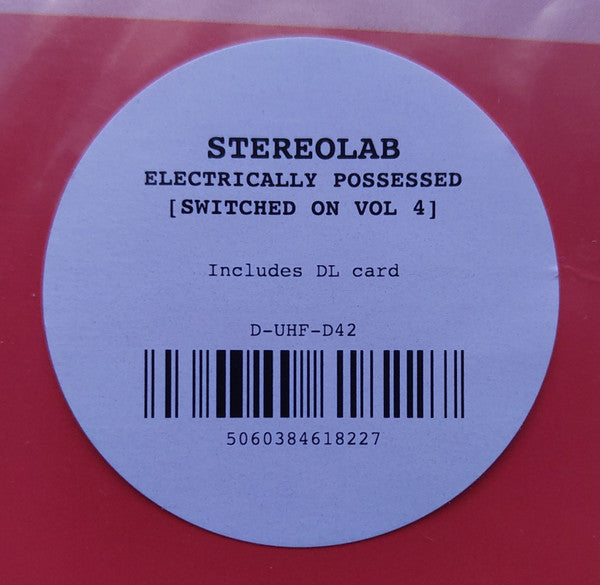 STEREOLAB
ELECTRICALLY POSSESSED
[SWITCHED ON VOL 4]
Includes DL card
D-UHF-D42
5060384618227